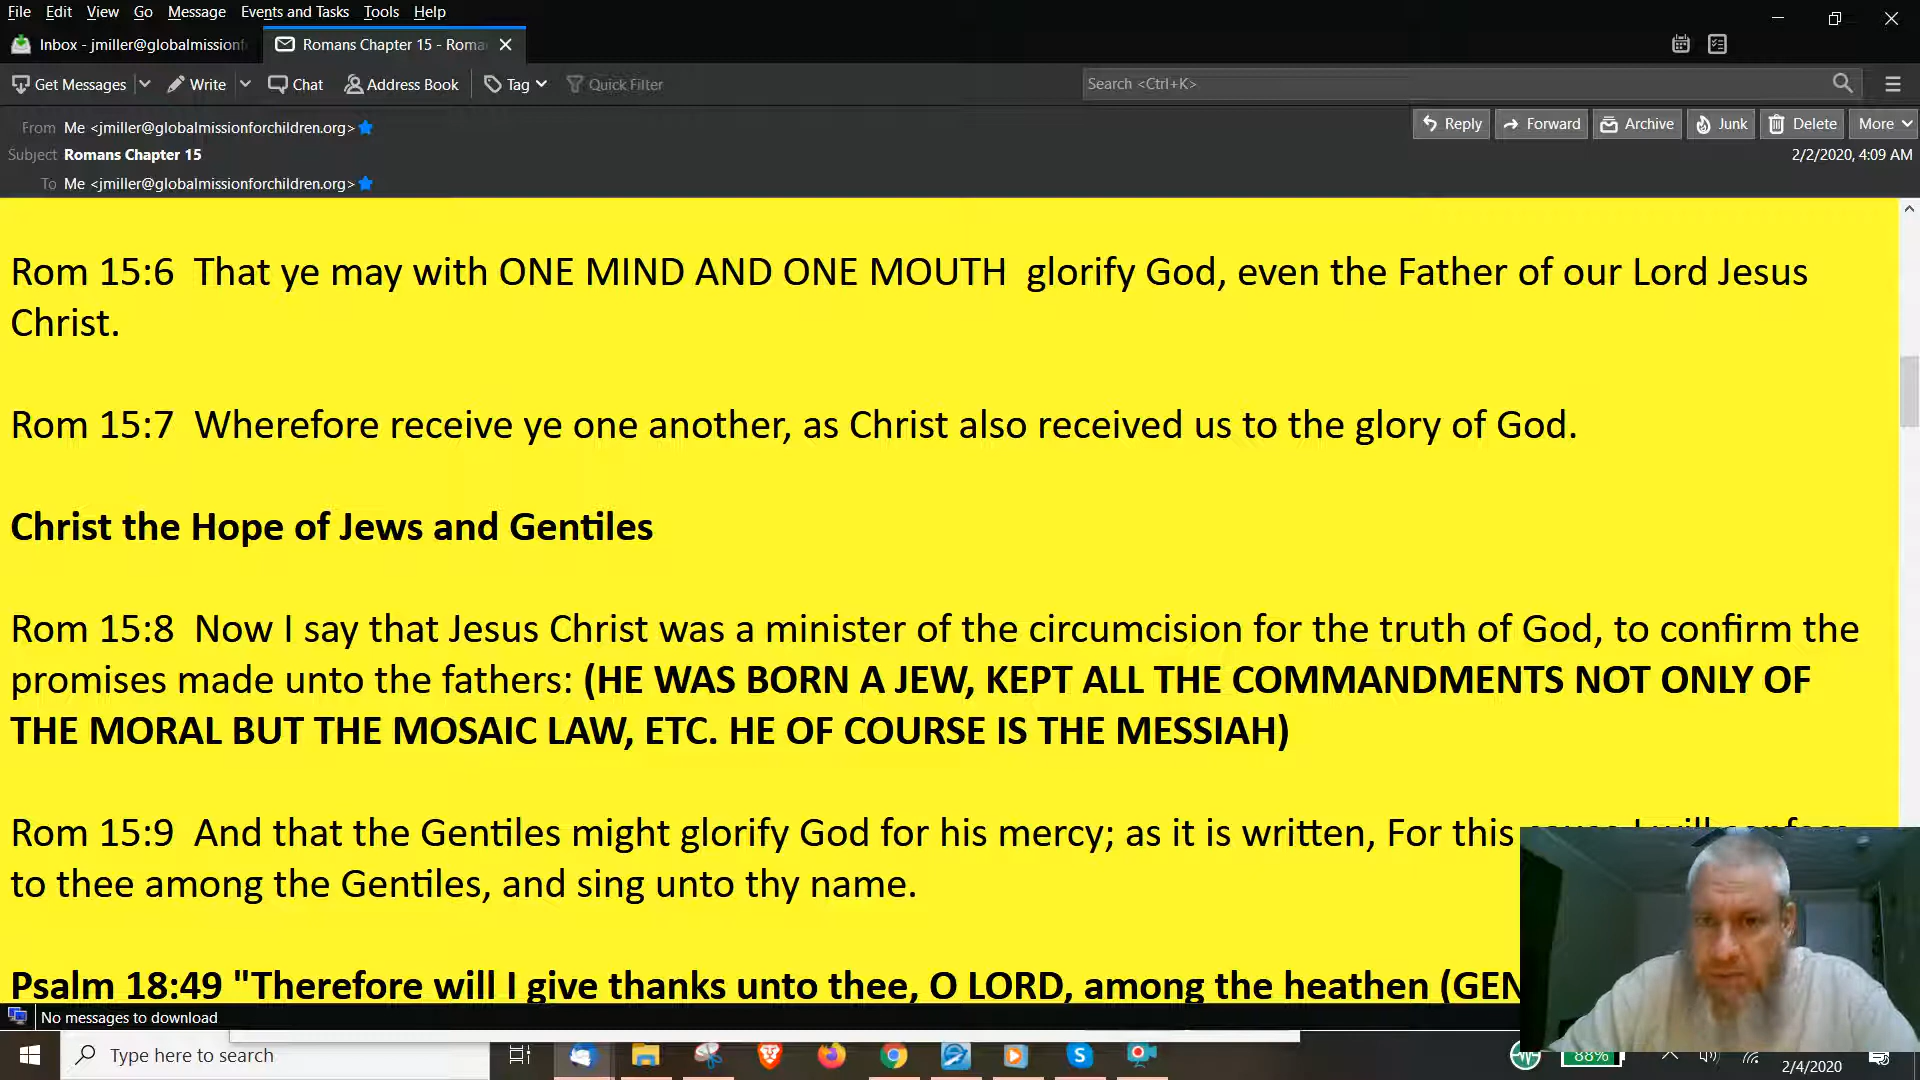 File Edit View Go Message Events and Tasks Tools Help
Inbox - jmiller@globalmissionf
Romans Chapter 15 - Roma
Get Messages Write Chat Address Book Tag Quick Filter Search <Ctrl+K>
From Me <jmiller@globalmissionforchildren.org> Reply Forward Archive Junk Delete More
Subject Romans Chapter 15 2/2/2020, 4:09 AM
To Me <jmiller@globalmissionforchildren.org>
Rom 15:6 That ye may with ONE MIND AND ONE MOUTH glorify God, even the Father of our Lord Jesus
Christ.
Rom 15:7 Wherefore receive ye one another, as Christ also received us to the glory of God.
Christ the Hope of Jews and Gentiles
Rom 15:8 Now I say that Jesus Christ was a minister of the circumcision for the truth of God, to confirm the
promises made unto the fathers: (HE WAS BORN A JEW, KEPT ALL THE COMMANDMENTS NOT ONLY OF
THE MORAL BUT THE MOSAIC LAW, ETC. HE OF COURSE IS THE MESSIAH)
Rom 15:9 And that the Gentiles might glorify God for his mercy; as it is written, For this
to thee among the Gentiles, and sing unto thy name.
Psalm 18:49 "Therefore will I give thanks unto thee, O LORD, among the heathen (GEN
No messages to download
Type here to search 88%
2/4/2020